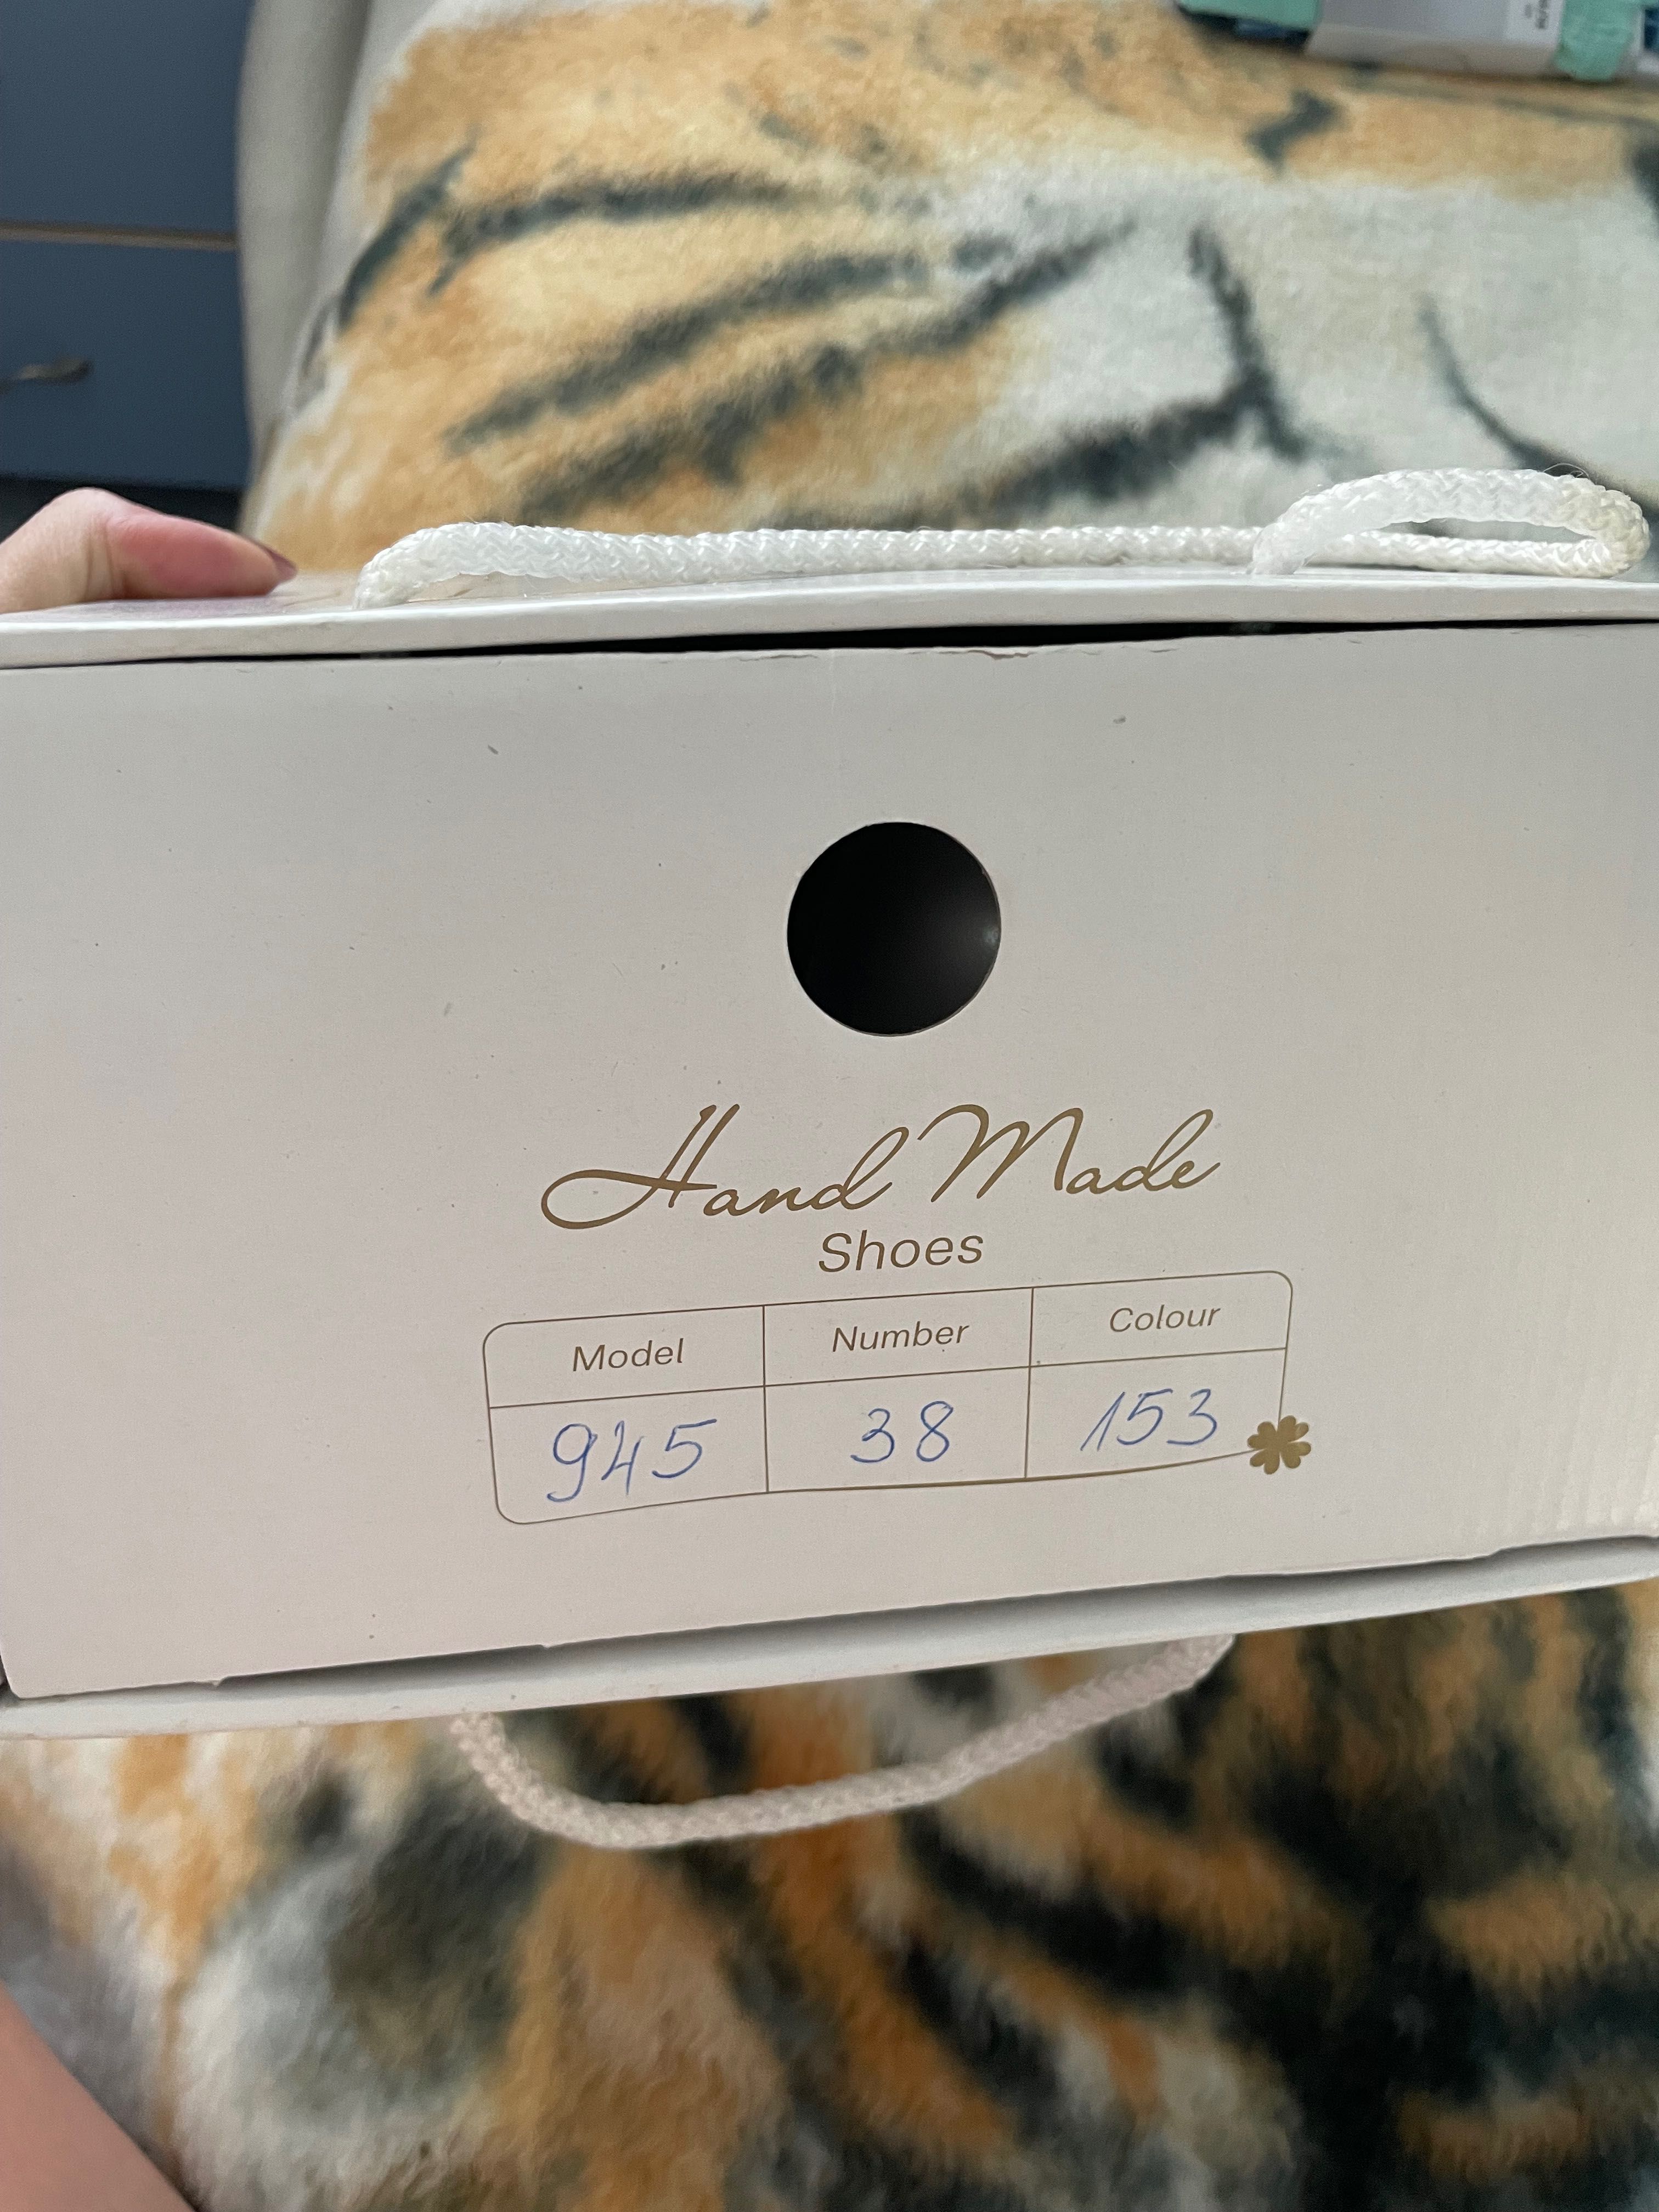 Hand Made
Shoes
Model Number Colour
945 38 153